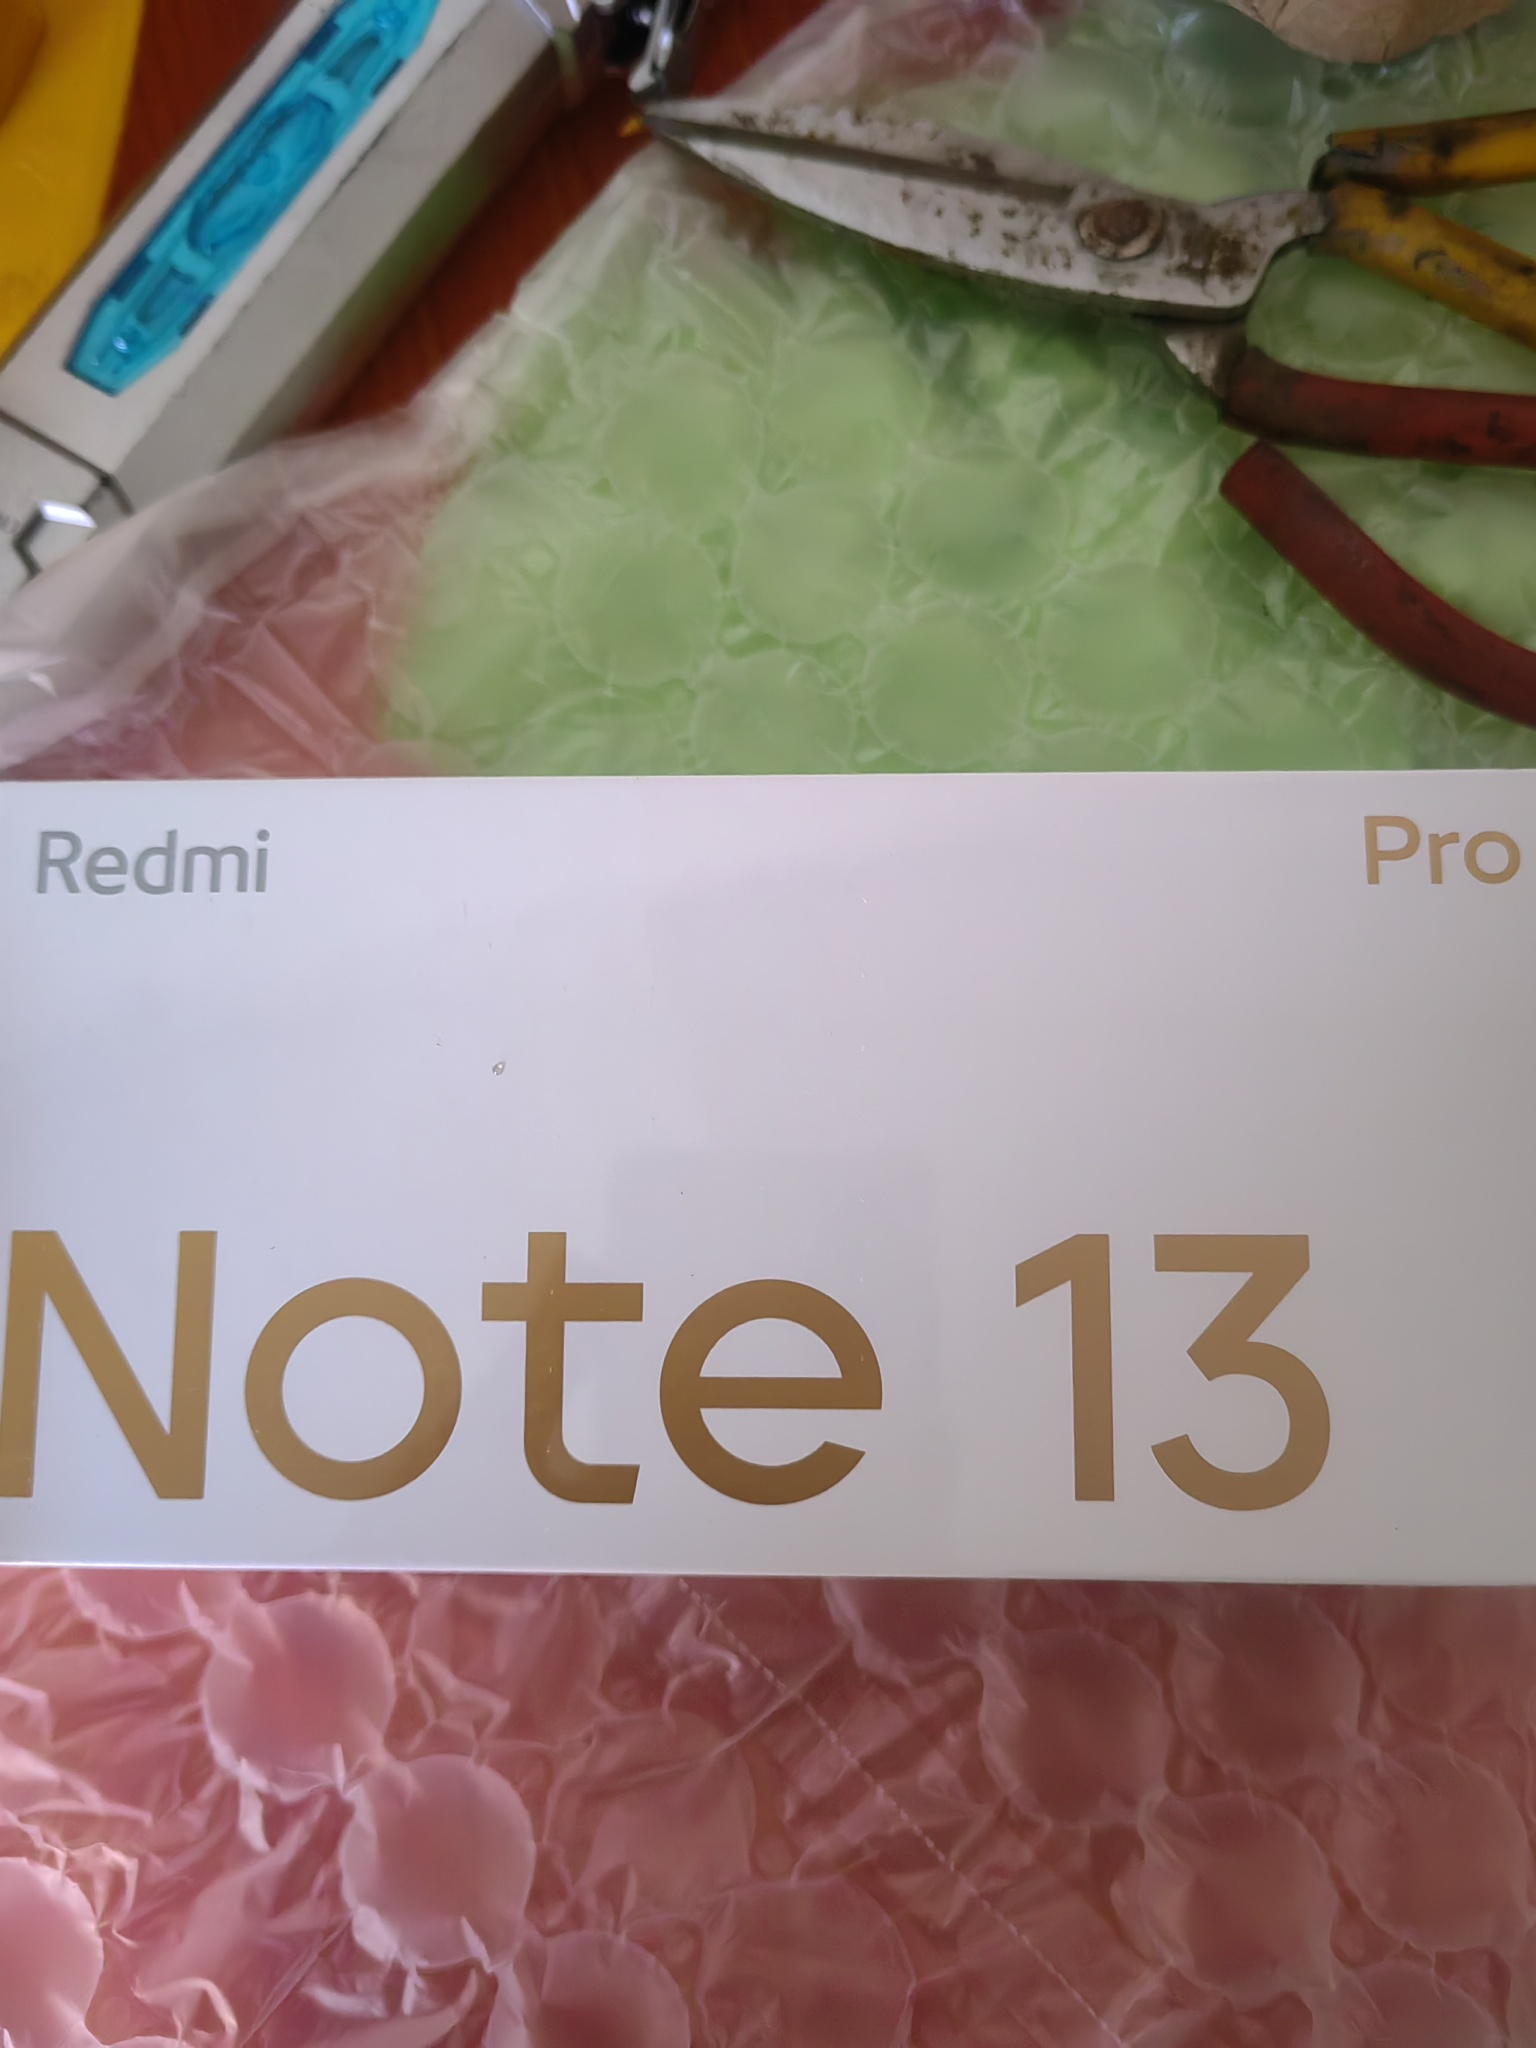 Redmi Pro
Note 13